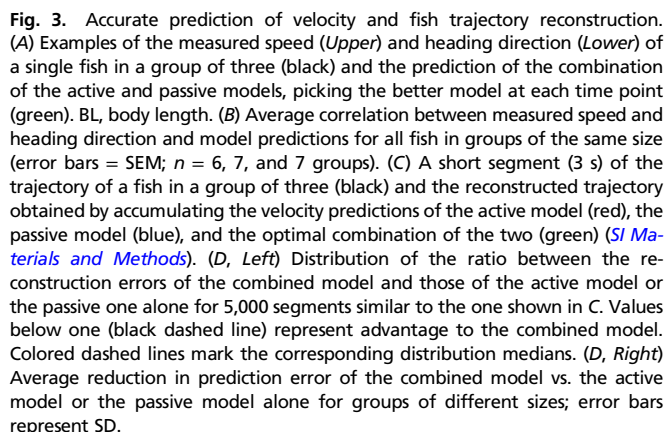 Fig. 3. Accurate prediction of velocity and fish trajectory reconstruction.
(A) Examples of the measured speed (Upper) and heading direction (Lower) of
a single fish in a group of three (black) and the prediction of the combination
of the active and passive models, picking the better model at each time point
(green). BL, body length. (B) Average correlation between measured speed and
heading direction and model predictions for all fish in groups of the same size
(error bars = SEM; n = 6, 7, and 7 groups). (C) A short segment (3 s) of the
trajectory of a fish in a group of three (black) and the reconstructed trajectory
obtained by accumulating the velocity predictions of the active model (red), the
passive model (blue), and the optimal combination of the two (green) (SI Ma-
terials and Methods). (D, Left) Distribution of the ratio between the re-
construction errors of the combined model and those of the active model or
the passive one alone for 5,000 segments similar to the one shown in C. Values
below one (black dashed line) represent advantage to the combined model.
Colored dashed lines mark the corresponding distribution medians. (D, Right)
Average reduction in prediction error of the combined model vs. the active
model or the passive model alone for groups of different sizes; error bars
represent SD.